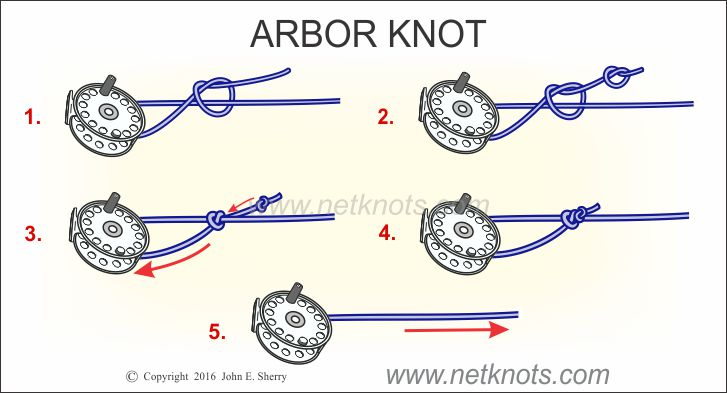 ARBOR KNOT
1.
2.
www.netknots.com
3.
4.
5.
© Copyright 2016 John E. Sherry
www.netknots.com